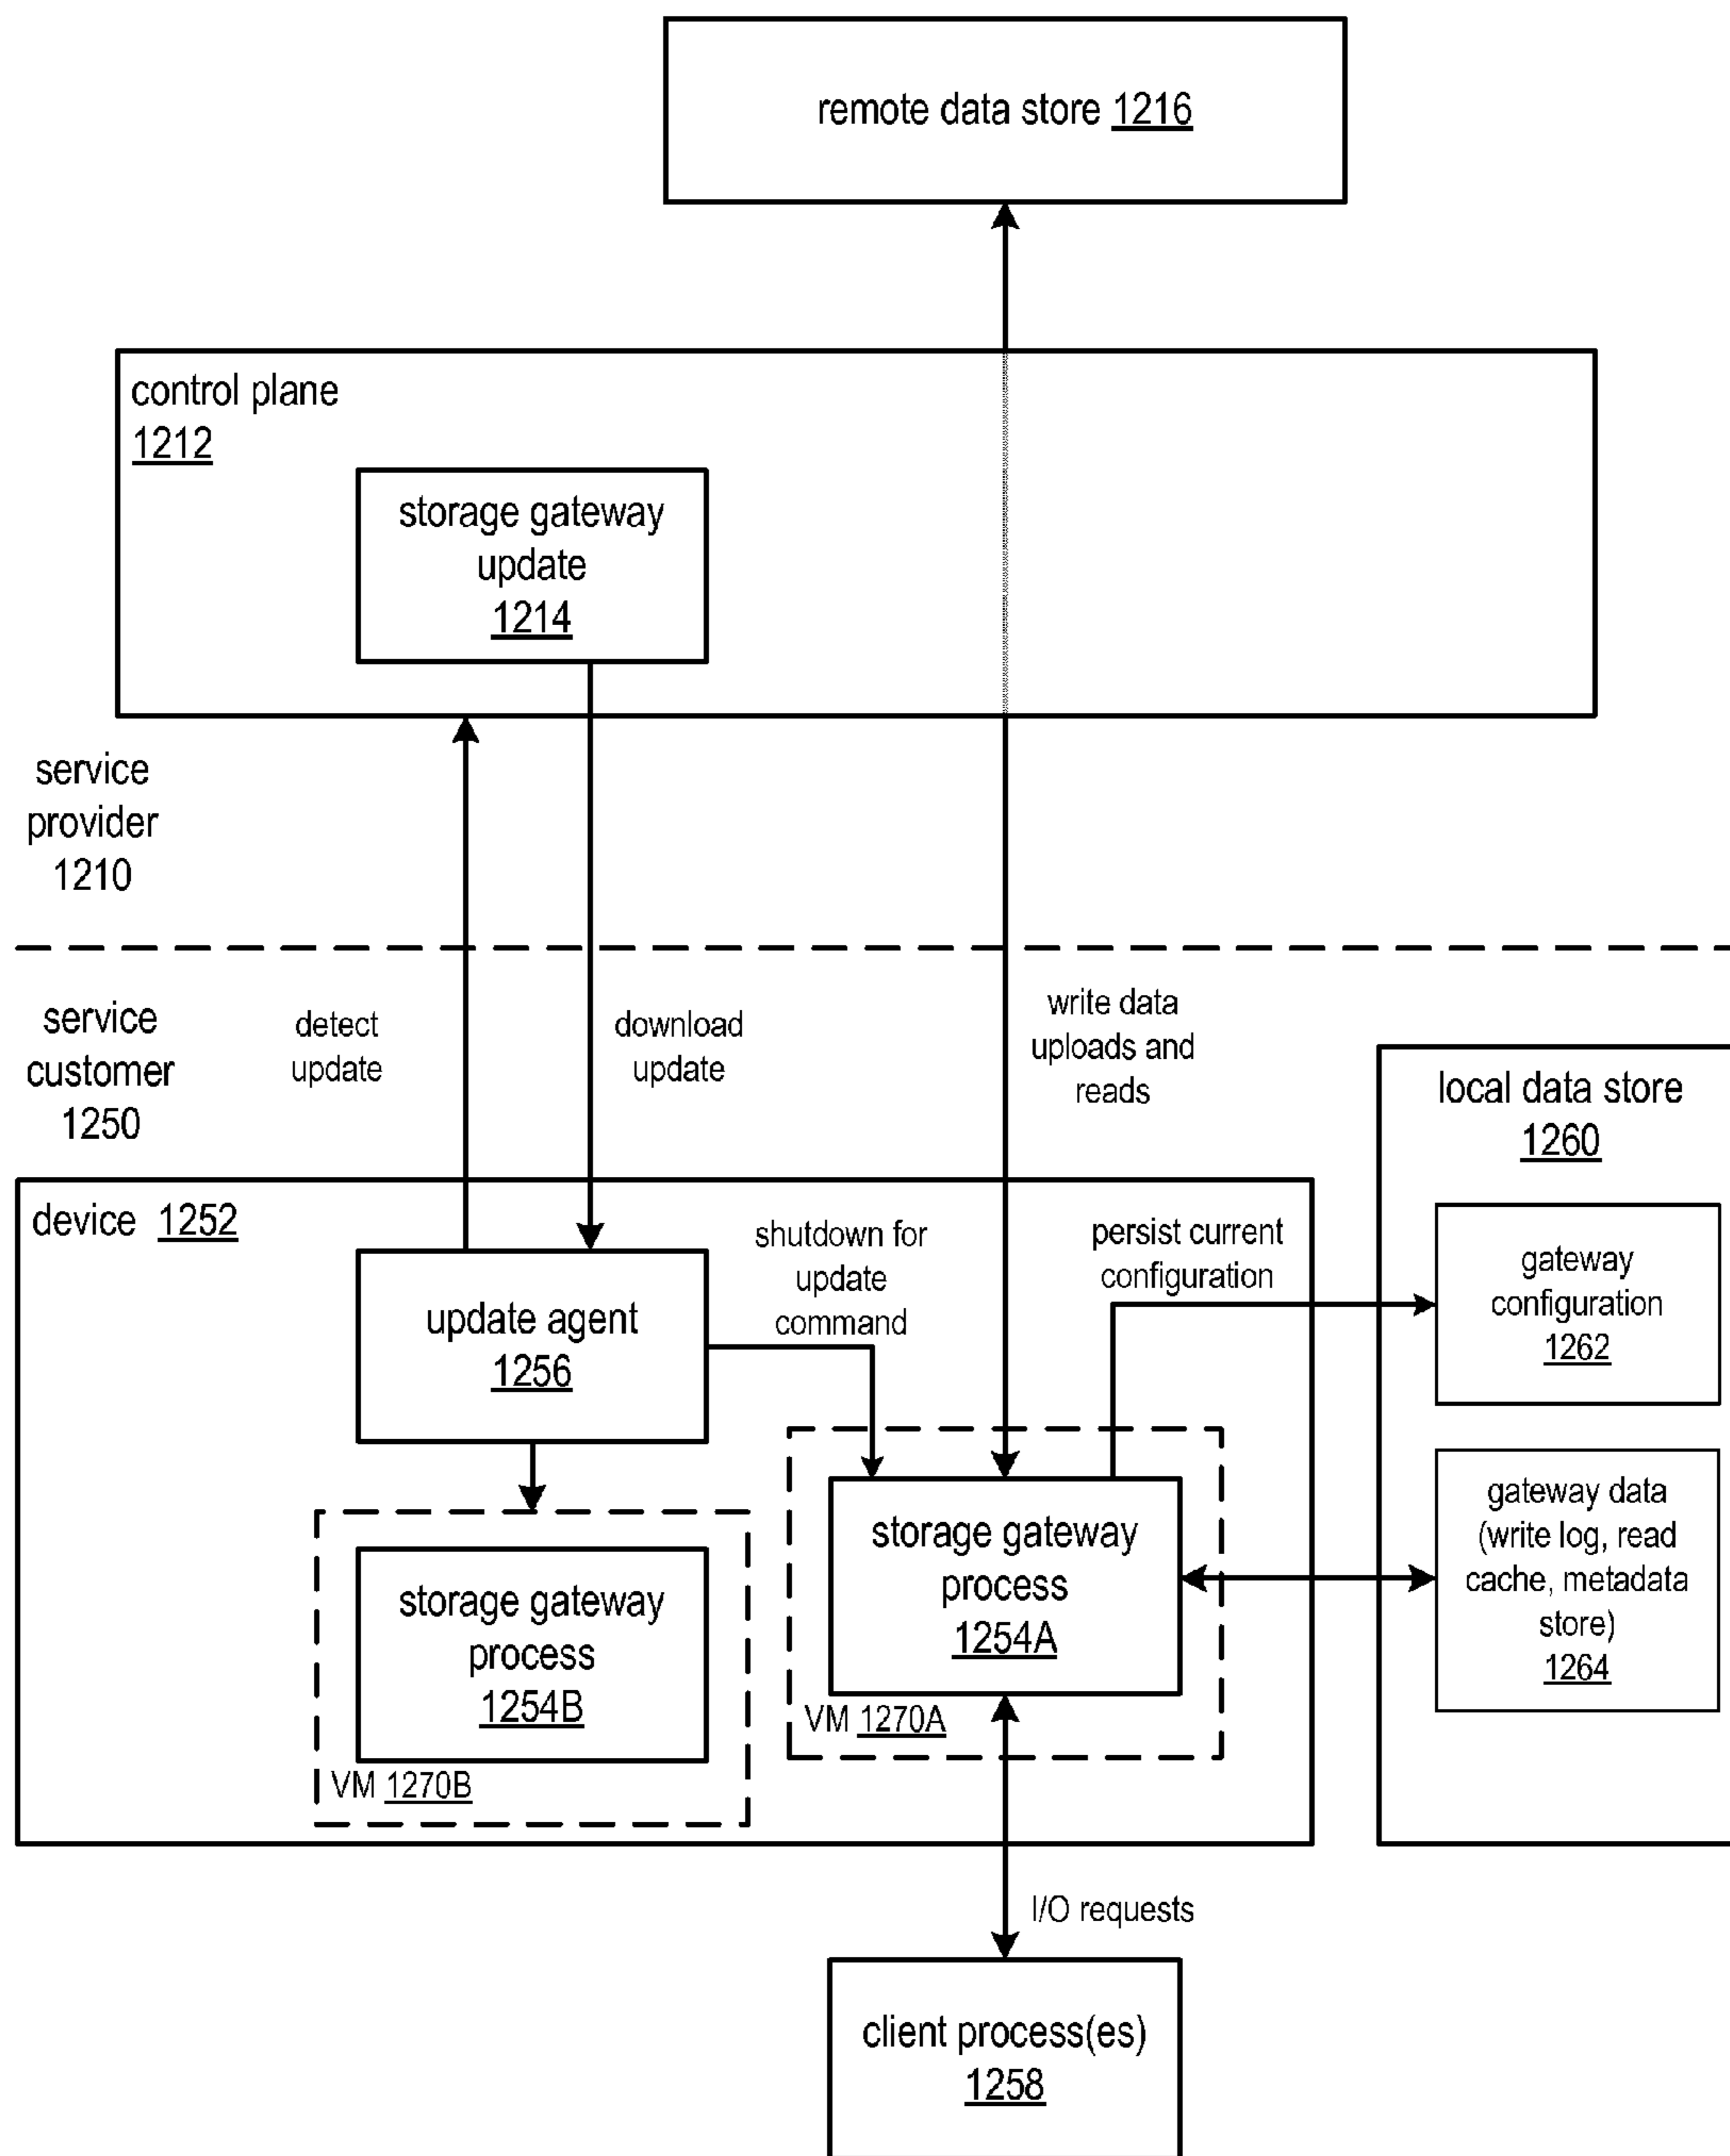 remote data store 1216
control plane
1212
storage gateway
update
1214
service
provider
1210
service
customer
1250
detect
update
download
update
write data
uploads and
reads
local data store
1260
device 1252
shutdown for
update
command
persist current
configuration
gateway
configuration
1262
update agent
1256
gateway data
(write log, read
cache, metadata
store)
1264
storage gateway
process
1254A
VM 1270A
storage gateway
process
1254B
VM 1270B
I/O requests
client process(es)
1258